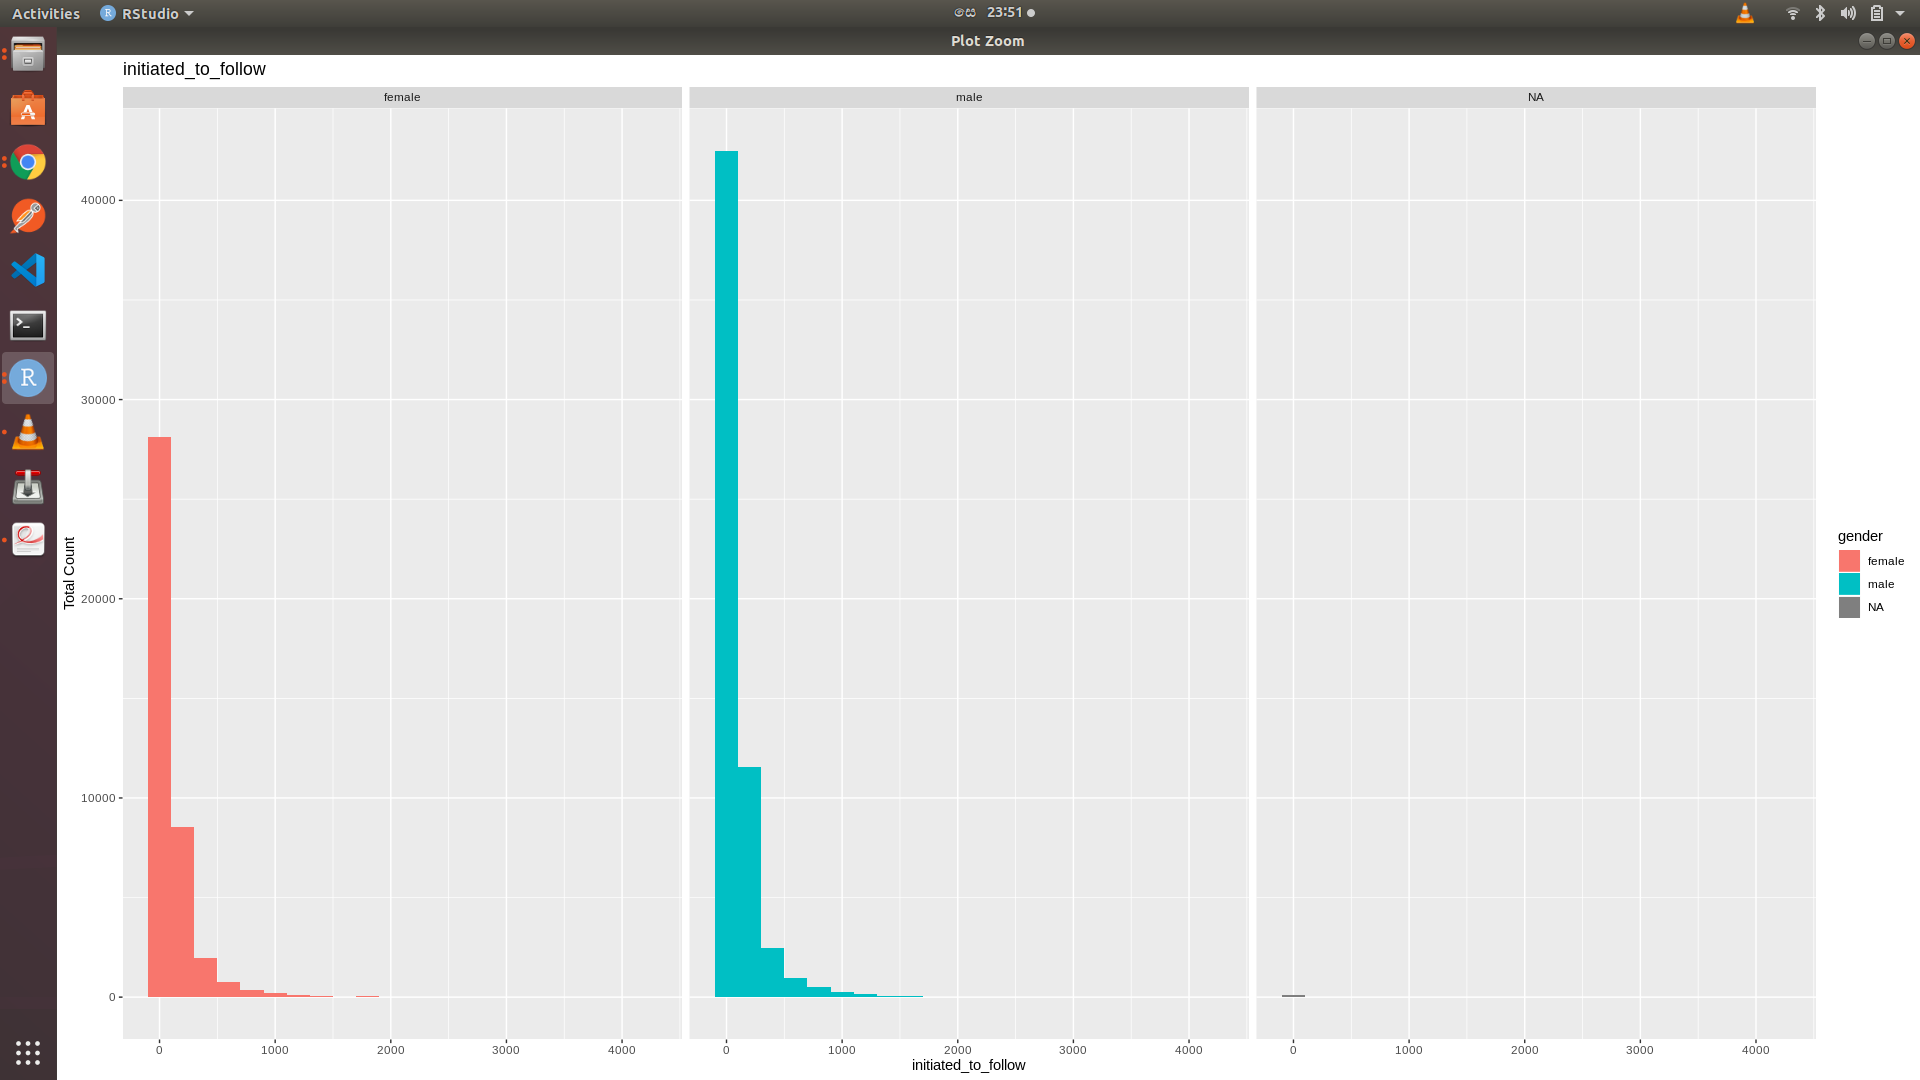 Activities RStudio සෙ 23:51
Plot Zoom
initiated_to_follow
female male NA
40000
30000
20000
10000
0
Total Count
0 1000 2000 3000 4000 0 1000 2000 3000 4000 0 1000 2000 3000 4000
initiated_to_follow
gender
female
male
NA